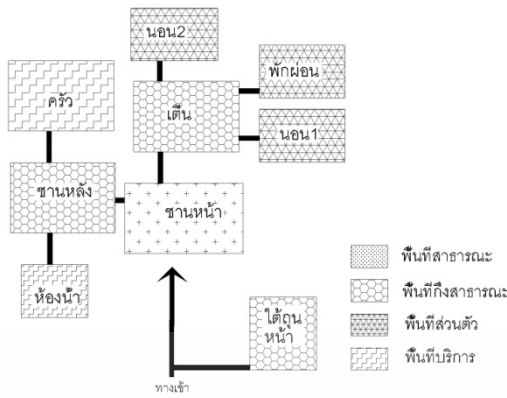 นอน2
พักผ่อน
ครัว
เติ๋น
นอน1
ชานหลัง
ชานหน้า
ห้องน้ำ
ใต้ถุน
หน้า
ทางเข้า
พื้นที่สาธารณะ
พื้นที่กึ่งสาธารณะ
พื้นที่ส่วนตัว
พื้นที่บริการ